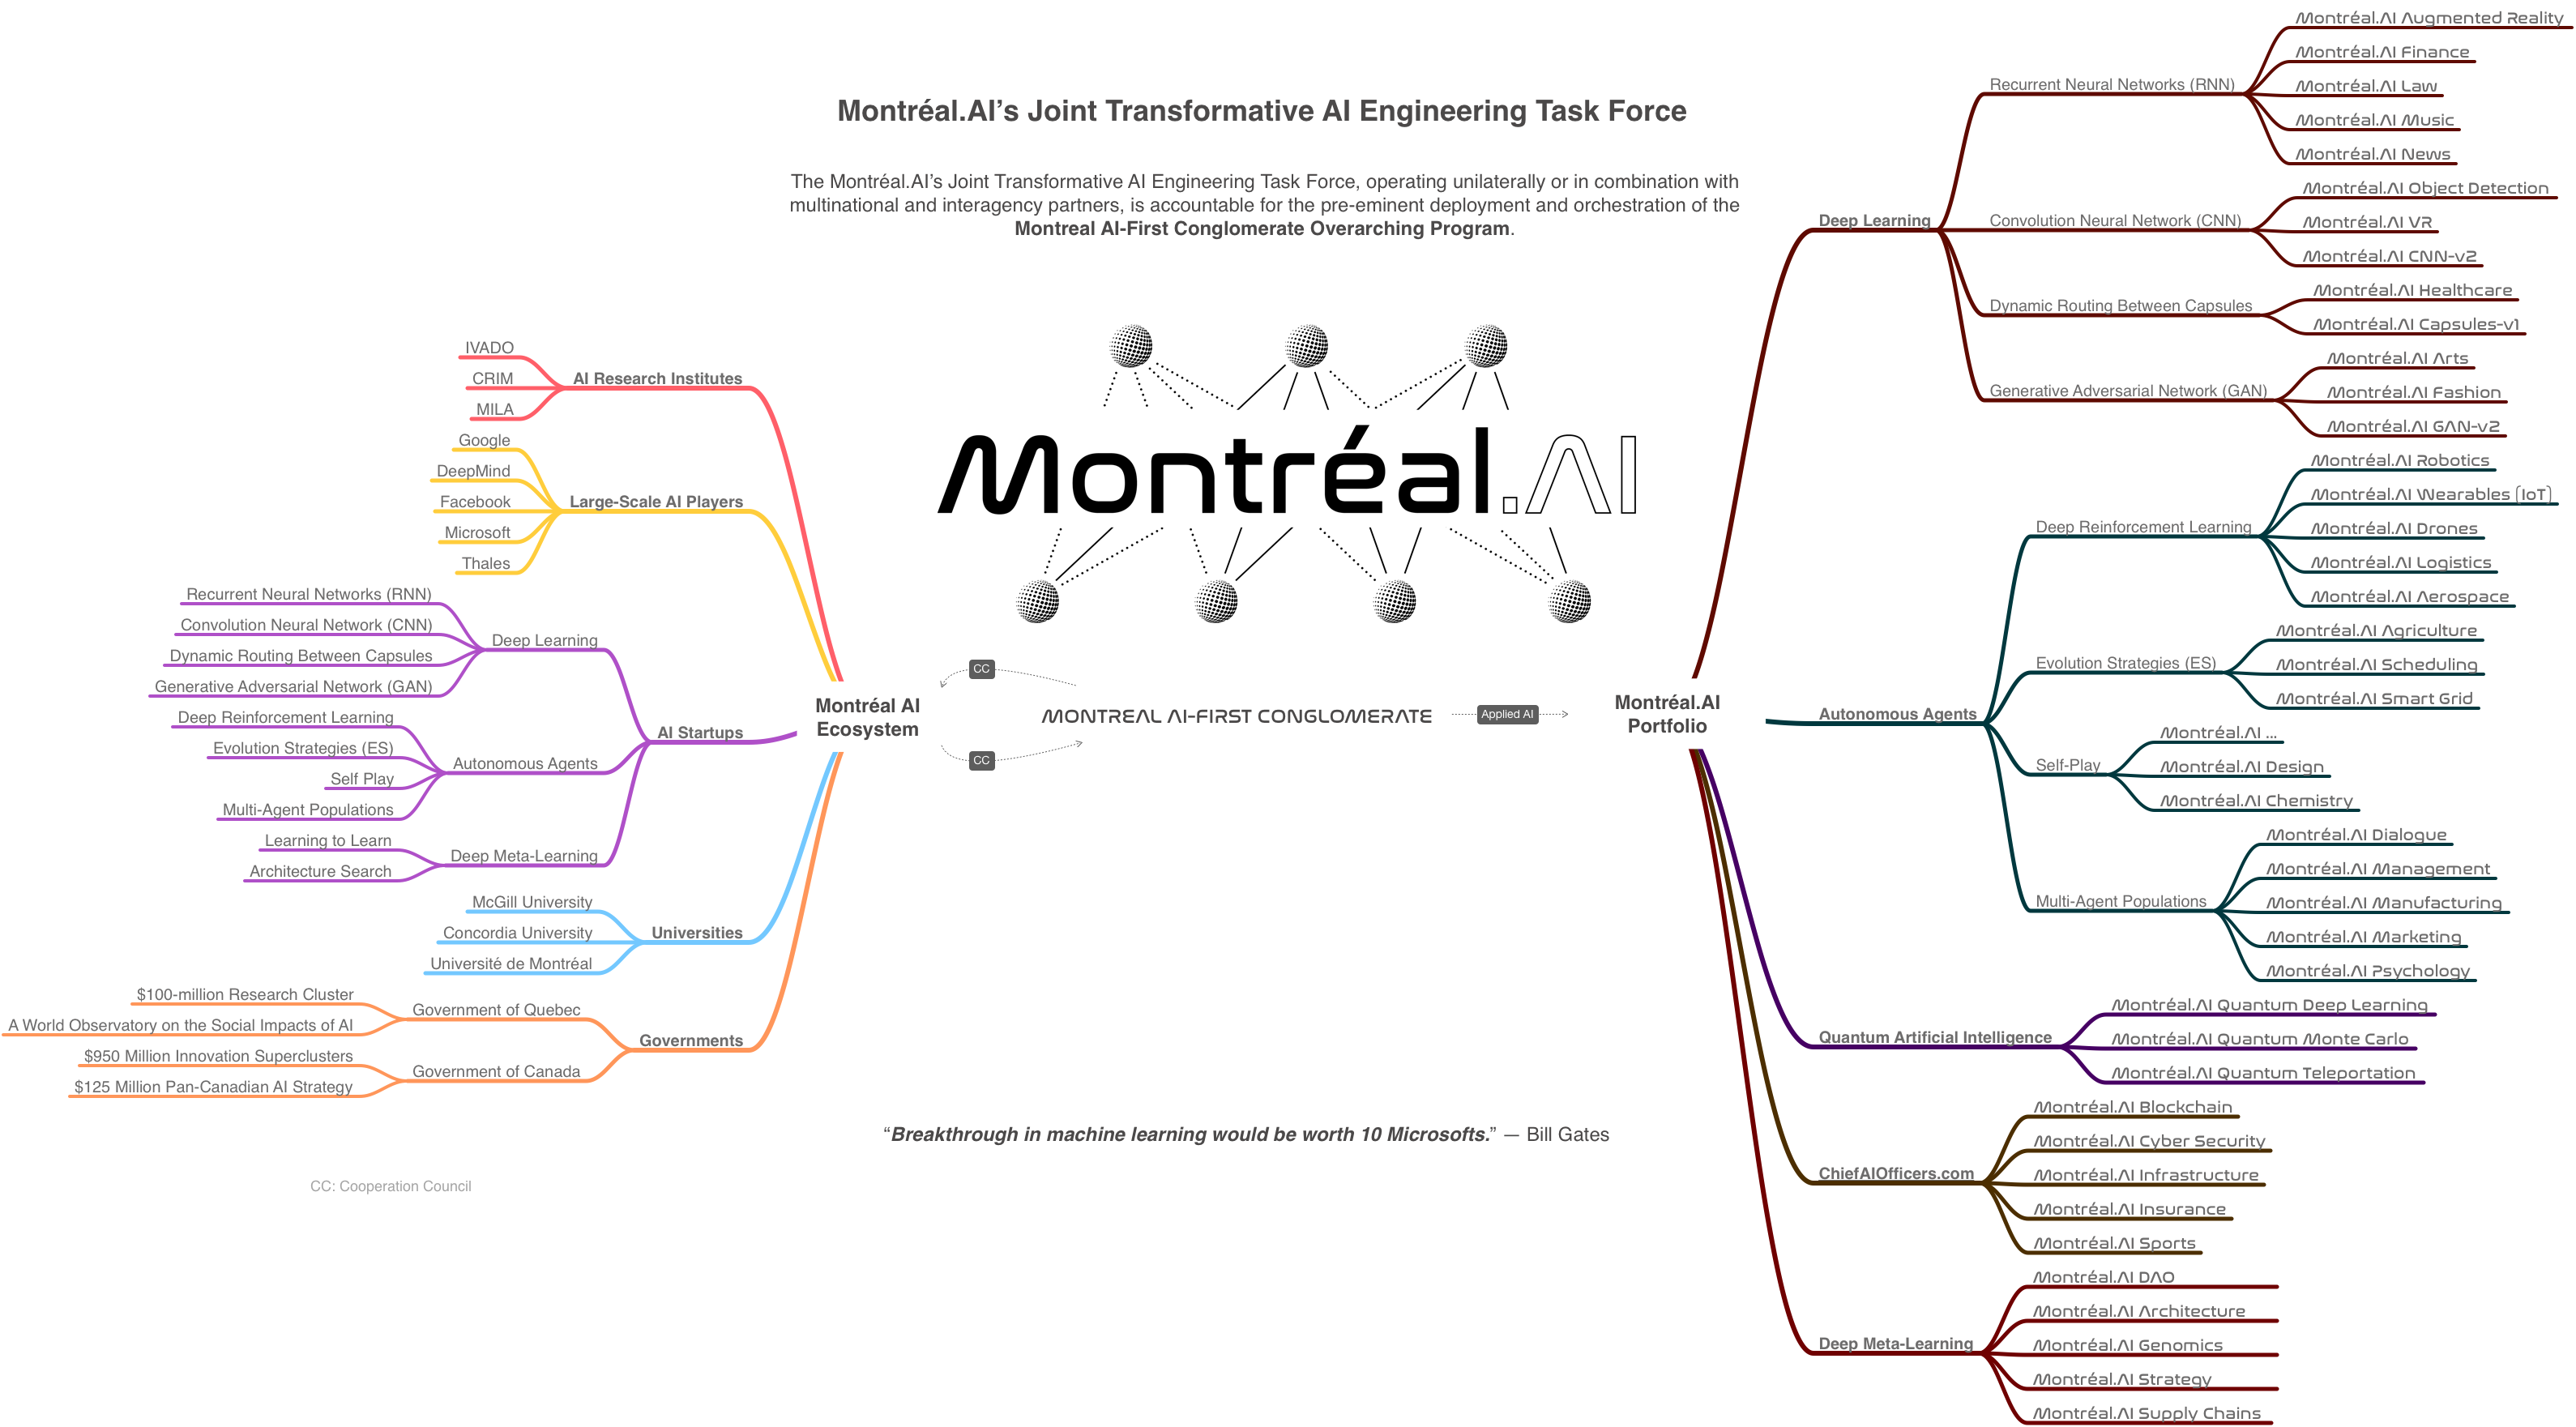 Montréal.AI’s Joint Transformative AI Engineering Task Force
The Montréal.AI’s Joint Transformative AI Engineering Task Force, operating unilaterally or in combination with
multinational and interagency partners, is accountable for the pre-eminent deployment and orchestration of the
Montreal AI-First Conglomerate Overarching Program.
Montréal.AI
Montréal AI
Ecosystem
AI Research Institutes
IVADO
CRIM
MILA
Large-Scale AI Players
Google
DeepMind
Facebook
Microsoft
Thales
AI Startups
Deep Learning
Recurrent Neural Networks (RNN)
Convolution Neural Network (CNN)
Dynamic Routing Between Capsules
Generative Adversarial Network (GAN)
Autonomous Agents
Deep Reinforcement Learning
Evolution Strategies (ES)
Self Play
Multi-Agent Populations
Deep Meta-Learning
Learning to Learn
Architecture Search
Universities
McGill University
Concordia University
Université de Montréal
Governments
Government of Quebec
$100-million Research Cluster
A World Observatory on the Social Impacts of AI
Government of Canada
$950 Million Innovation Superclusters
$125 Million Pan-Canadian AI Strategy
CC
MONTREAL AI-FIRST CONGLOMERATE
CC
Applied AI
Montréal.AI
Portfolio
Deep Learning
Recurrent Neural Networks (RNN)
Montréal.AI Augmented Reality
Montréal.AI Finance
Montréal.AI Law
Montréal.AI Music
Montréal.AI News
Convolution Neural Network (CNN)
Montréal.AI Object Detection
Montréal.AI VR
Montréal.AI CNN-v2
Dynamic Routing Between Capsules
Montréal.AI Healthcare
Montréal.AI Capsules-v1
Generative Adversarial Network (GAN)
Montréal.AI Arts
Montréal.AI Fashion
Montréal.AI GAN-v2
Autonomous Agents
Deep Reinforcement Learning
Montréal.AI Robotics
Montréal.AI Wearables (IoT)
Montréal.AI Drones
Montréal.AI Logistics
Montréal.AI Aerospace
Evolution Strategies (ES)
Montréal.AI Agriculture
Montréal.AI Scheduling
Montréal.AI Smart Grid
Self-Play
Montréal.AI ...
Montréal.AI Design
Montréal.AI Chemistry
Multi-Agent Populations
Montréal.AI Dialogue
Montréal.AI Management
Montréal.AI Manufacturing
Montréal.AI Marketing
Montréal.AI Psychology
Quantum Artificial Intelligence
Montréal.AI Quantum Deep Learning
Montréal.AI Quantum Monte Carlo
Montréal.AI Quantum Teleportation
ChiefAIOfficers.com
Montréal.AI Blockchain
Montréal.AI Cyber Security
Montréal.AI Infrastructure
Montréal.AI Insurance
Montréal.AI Sports
Deep Meta-Learning
Montréal.AI DAO
Montréal.AI Architecture
Montréal.AI Genomics
Montréal.AI Strategy
Montréal.AI Supply Chains
“Breakthrough in machine learning would be worth 10 Microsofts.” — Bill Gates
CC: Cooperation Council